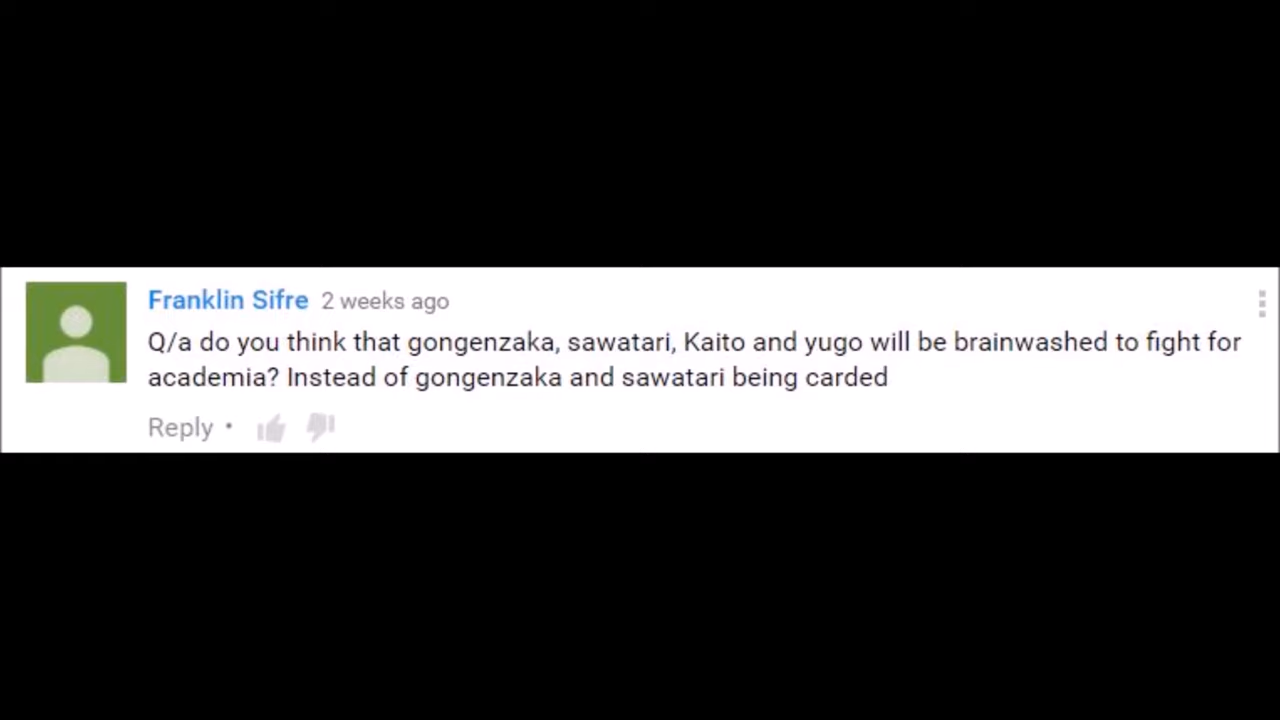 Franklin Sifre 2 weeks ago
Q/a do you think that gongenzaka, sawatari, Kaito and yugo will be brainwashed to fight for
academia? Instead of gongenzaka and sawatari being carded
Reply •